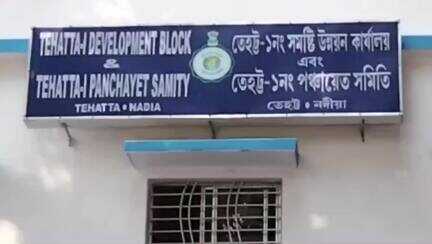 TEHATTA-I DEVELOPMENT BLOCK
&
TEHATTA-I PANCHAYET SAMITY
TEHATTA • NADIA
তেহট্ট-১নং সমষ্টি উন্নয়ন কার্যালয়
এবং
তেহট্ট-১নং পঞ্চায়েত সমিতি
তেহট্ট • নদীয়া